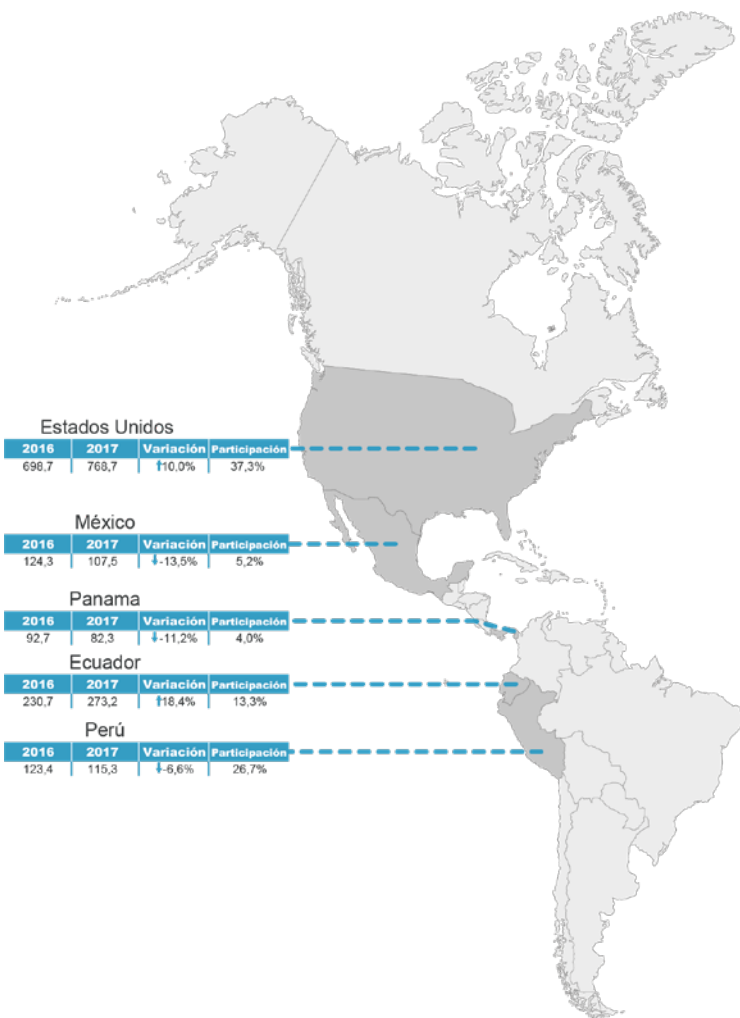 Estados Unidos
2016 2017 Variación Participación
698,7 768,7 ↑10,0% 37,3%
México
2016 2017 Variación Participación
124,3 107,5 ↓-13,5% 5,2%
Panama
2016 2017 Variación Participación
92,7 82,3 ↓-11,2% 4,0%
Ecuador
2016 2017 Variación Participación
230,7 273,2 ↑18,4% 13,3%
Perú
2016 2017 Variación Participación
123,4 115,3 ↓-6,6% 26,7%